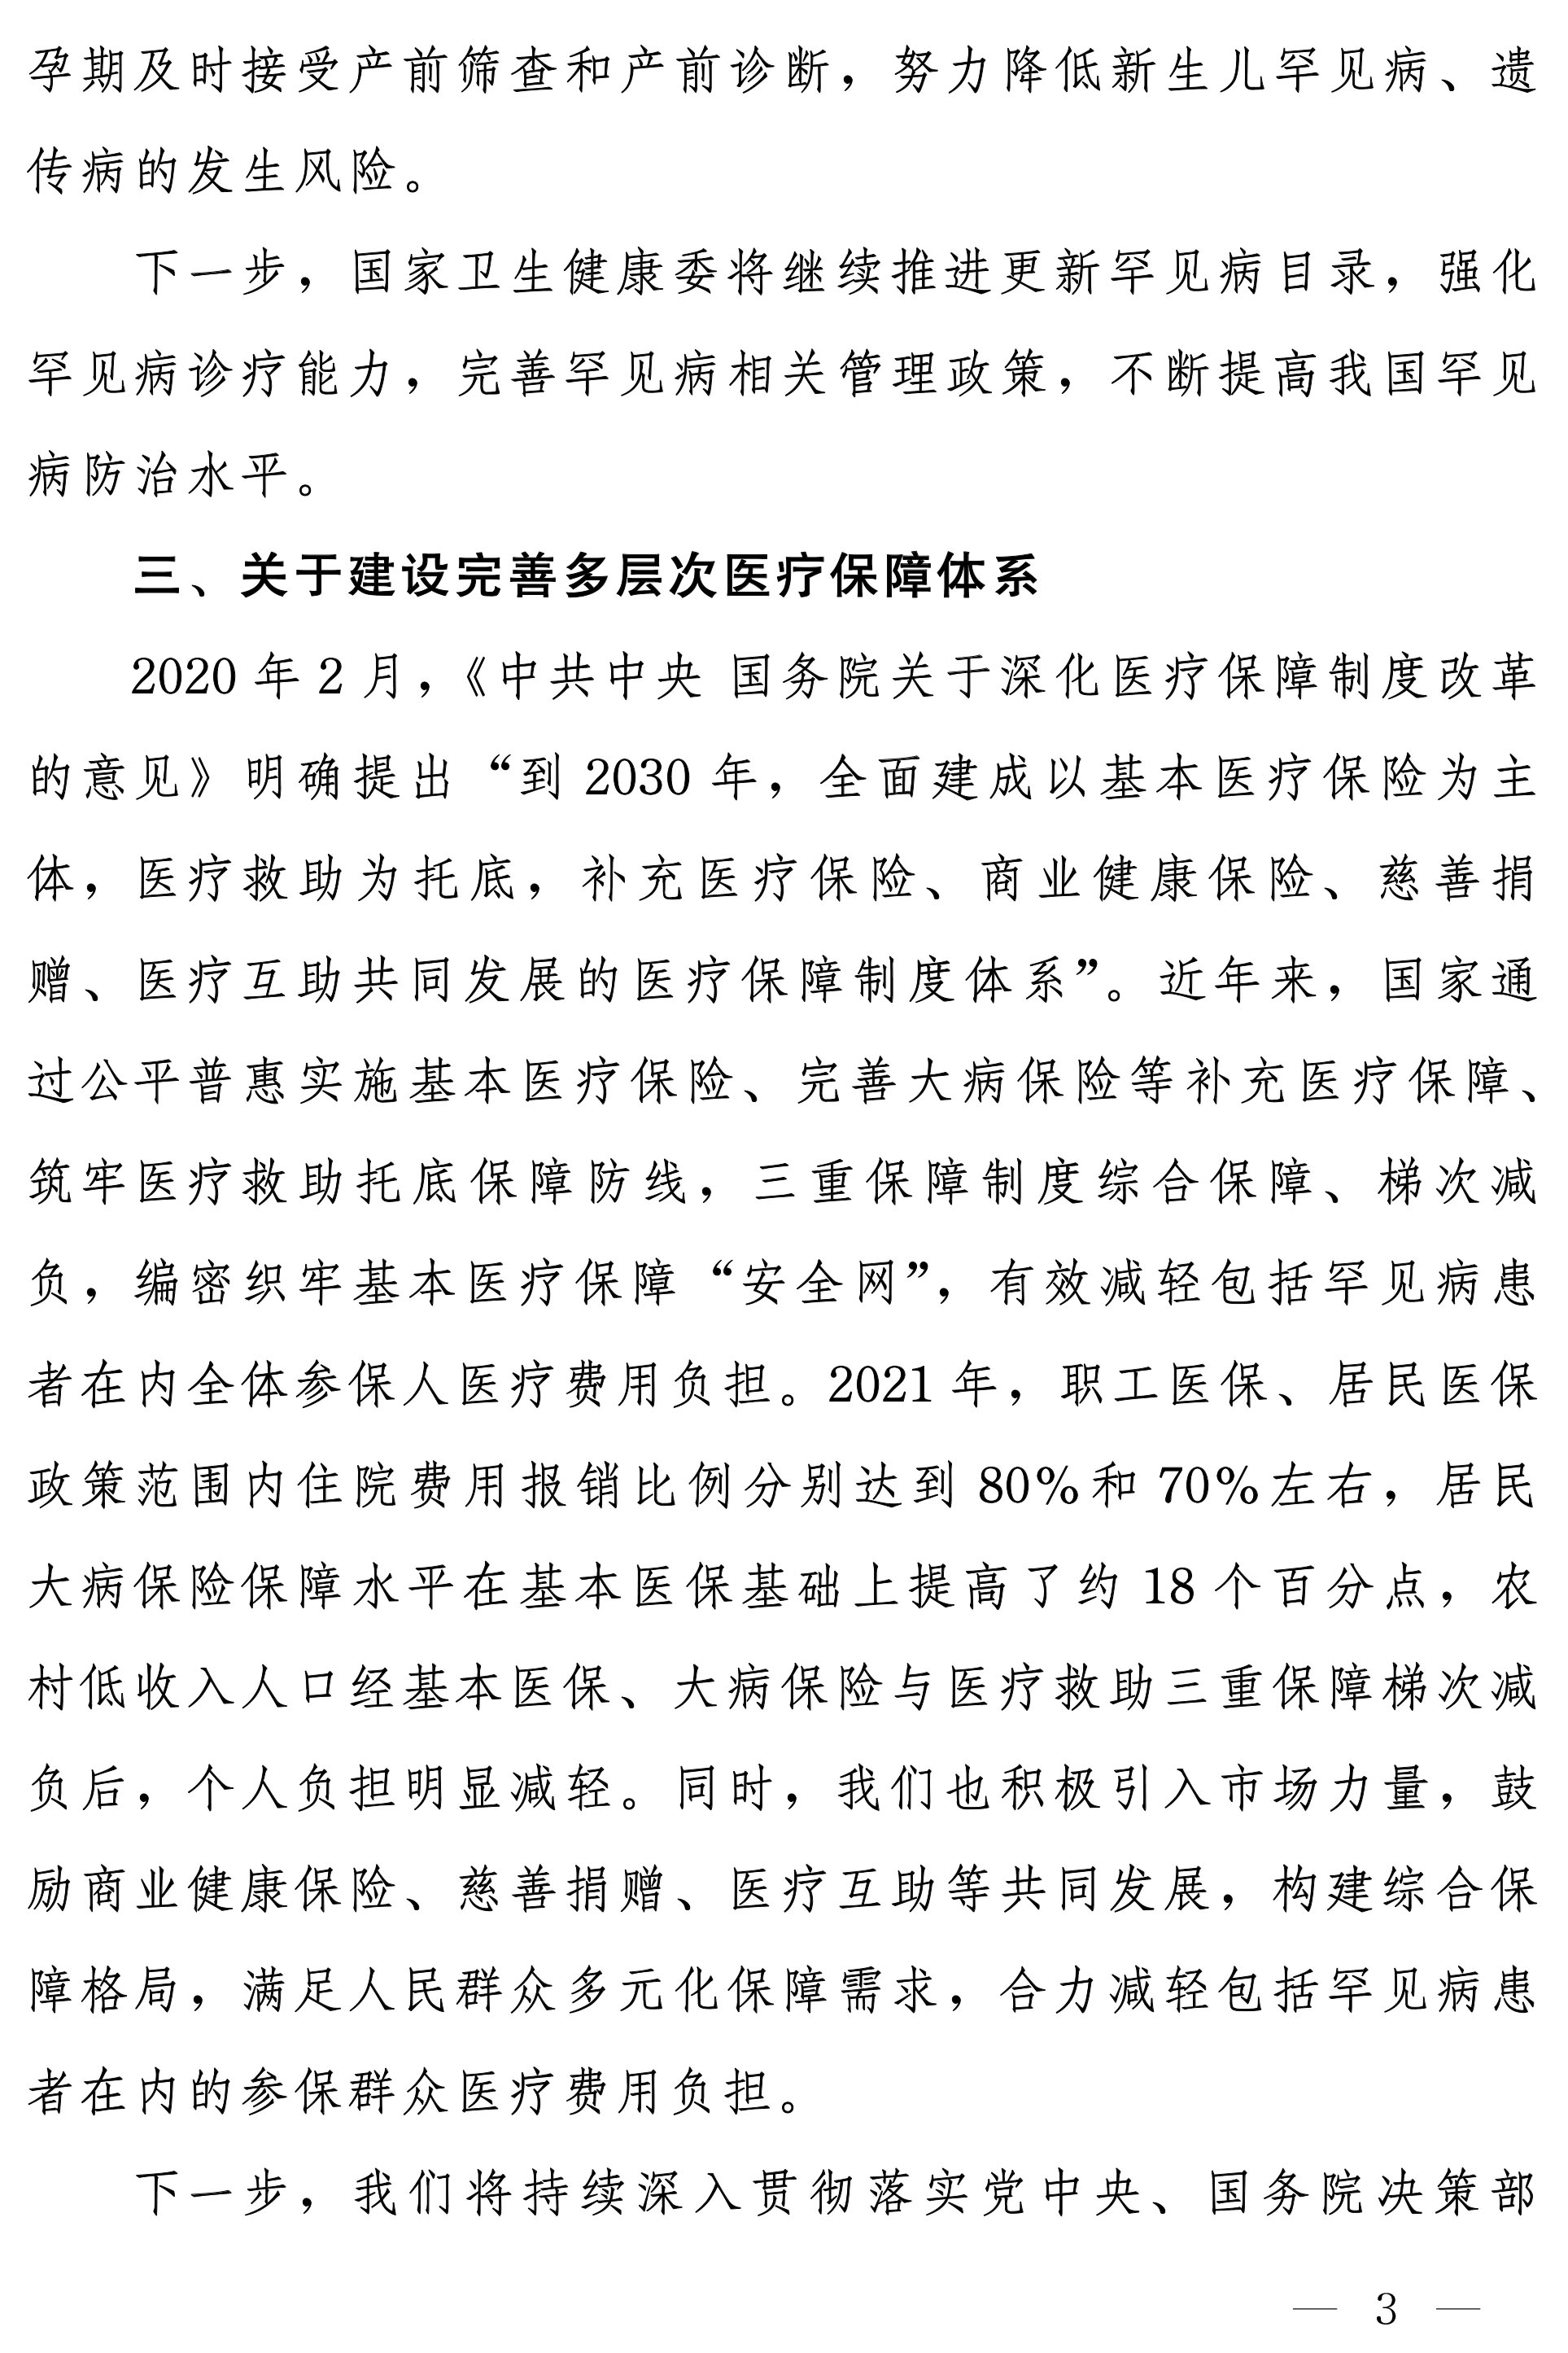 孕期及时接受产前筛查和产前诊断，努力降低新生儿罕见病、遗
传病的发生风险。
下一步，国家卫生健康委将继续推进更新罕见病目录，强化
罕见病诊疗能力，完善罕见病相关管理政策，不断提高我国罕见
病防治水平。
三、关于建设完善多层次医疗保障体系
2020 年 2 月，《中共中央 国务院关于深化医疗保障制度改革
的意见》明确提出“到 2030 年，全面建成以基本医疗保险为主
体，医疗救助为托底，补充医疗保险、商业健康保险、慈善捐
赠、医疗互助共同发展的医疗保障制度体系”。近年来，国家通
过公平普惠实施基本医疗保险、完善大病保险等补充医疗保障、
筑牢医疗救助托底保障防线，三重保障制度综合保障、梯次减
负，编密织牢基本医疗保障“安全网”，有效减轻包括罕见病患
者在内全体参保人医疗费用负担。2021 年，职工医保、居民医保
政策范围内住院费用报销比例分别达到 80%和 70%左右，居民
大病保险保障水平在基本医保基础上提高了约 18 个百分点，农
村低收入人口经基本医保、大病保险与医疗救助三重保障梯次减
负后，个人负担明显减轻。同时，我们也积极引入市场力量，鼓
励商业健康保险、慈善捐赠、医疗互助等共同发展，构建综合保
障格局，满足人民群众多元化保障需求，合力减轻包括罕见病患
者在内的参保群众医疗费用负担。
下一步，我们将持续深入贯彻落实党中央、国务院决策部
— 3 —